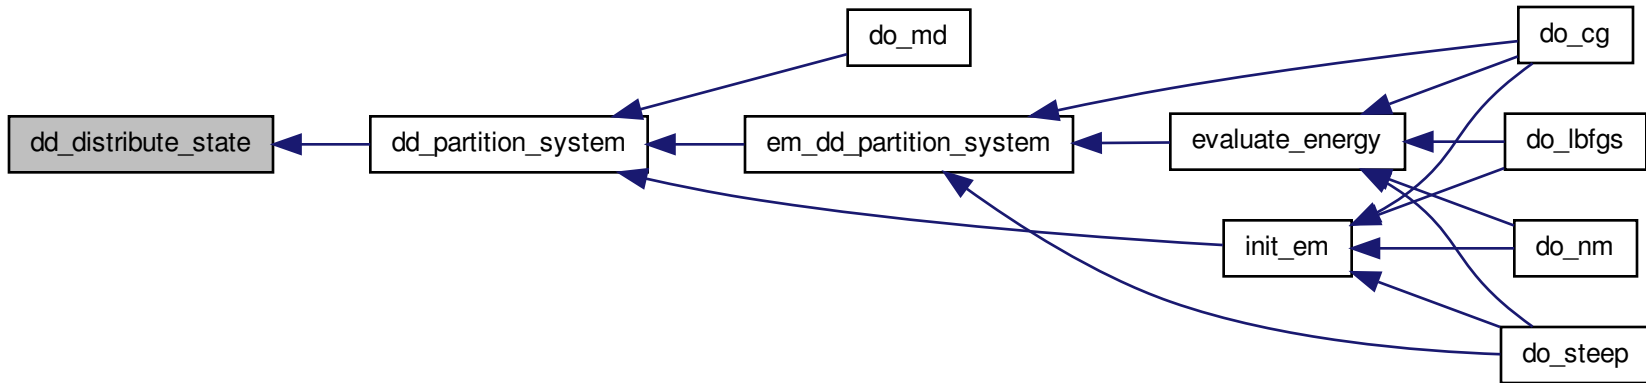 dd_distribute_state
dd_partition_system
do_md
em_dd_partition_system
evaluate_energy
init_em
do_cg
do_lbfgs
do_nm
do_steep